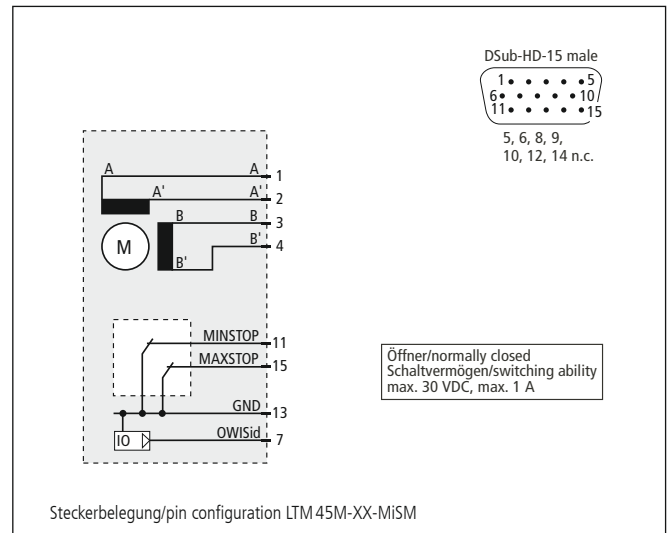 DSub-HD-15 male
1 5
6 10
11 15
5, 6, 8, 9,
10, 12, 14 n.c.
A A 1
A' A' 2
B B 3
B' 4
M
B'
MINSTOP 11
MAXSTOP 15
GND 13
IO OWISid 7
Öffner/normally closed
Schaltvermögen/switching ability
max. 30 VDC, max. 1 A
Steckerbelegung/pin configuration LTM 45M-XX-MiSM